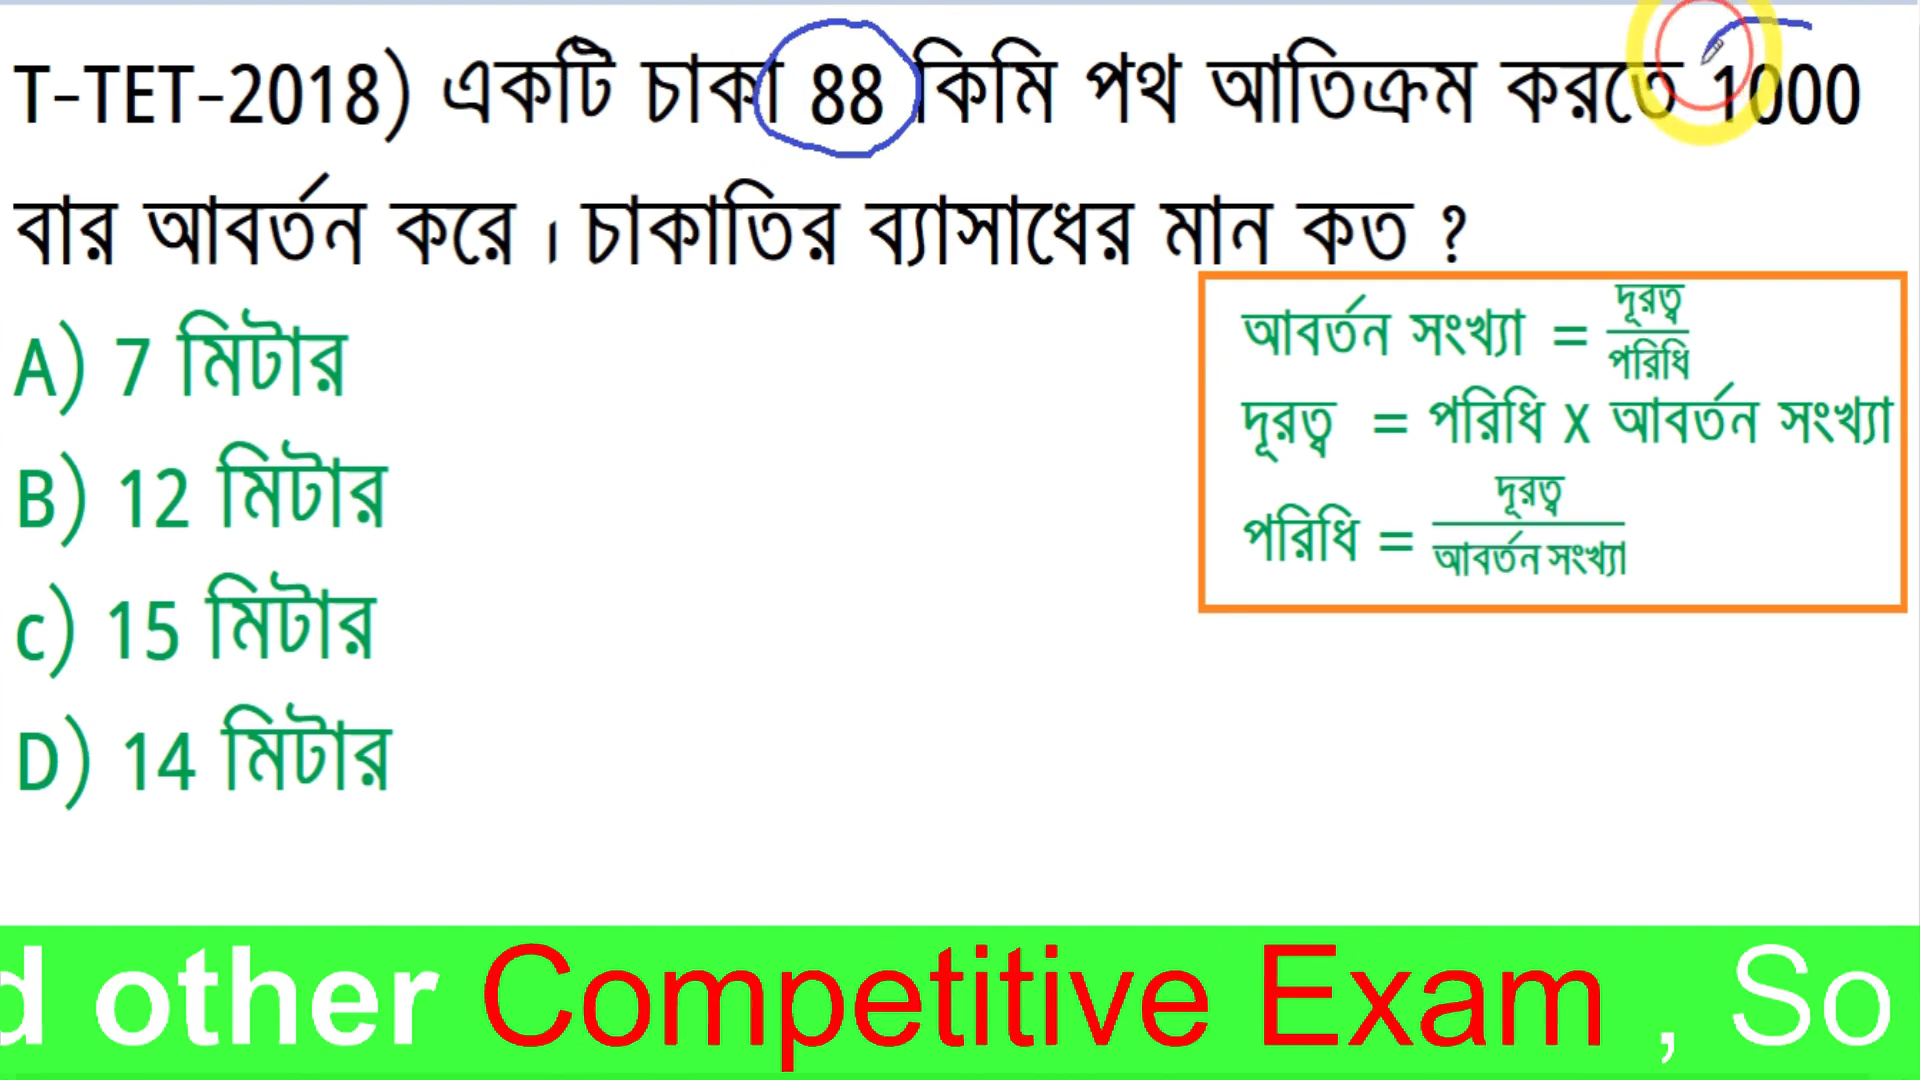 T-TET-2018) একটি চাকা 88 কিমি পথ আতিক্রম করতে 1000
বার আবর্তন করে । চাকাতির ব্যাসাধের মান কত ?
A) 7 মিটার
B) 12 মিটার
c) 15 মিটার
D) 14 মিটার
আবর্তন সংখ্যা = দূরত্ব / পরিধি
দূরত্ব = পরিধি x আবর্তন সংখ্যা
পরিধি = দূরত্ব / আবর্তন সংখ্যা
d other Competitive Exam , So